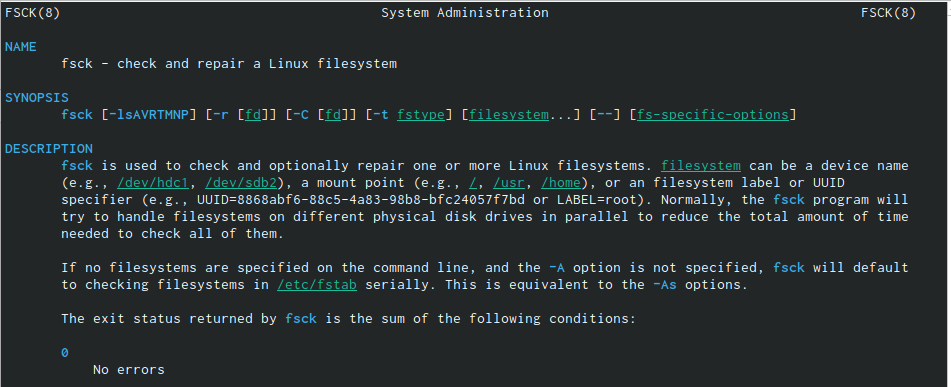 FSCK(8) System Administration FSCK(8)
NAME
fsck - check and repair a Linux filesystem
SYNOPSIS
fsck [-lsAVRTMNP] [-r [fd]] [-C [fd]] [-t fstype] [filesystem...] [--] [fs-specific-options]
DESCRIPTION
fsck is used to check and optionally repair one or more Linux filesystems. filesystem can be a device name
(e.g., /dev/hdc1, /dev/sdb2), a mount point (e.g., /, /usr, /home), or an filesystem label or UUID
specifier (e.g., UUID=8868abf6-88c5-4a83-98b8-bfc24057f7bd or LABEL=root). Normally, the fsck program will
try to handle filesystems on different physical disk drives in parallel to reduce the total amount of time
needed to check all of them.
If no filesystems are specified on the command line, and the -A option is not specified, fsck will default
to checking filesystems in /etc/fstab serially. This is equivalent to the -As options.
The exit status returned by fsck is the sum of the following conditions:
0
No errors